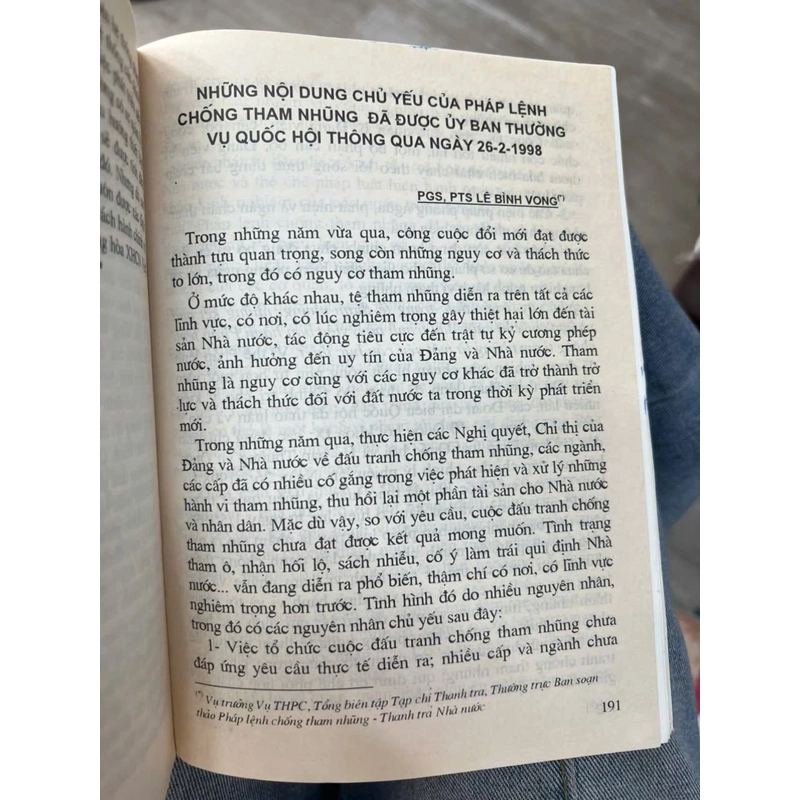 NHỮNG NỘI DUNG CHỦ YẾU CỦA PHÁP LỆNH
CHỐNG THAM NHŨNG ĐÃ ĐƯỢC ỦY BAN THƯỜNG
VỤ QUỐC HỘI THÔNG QUA NGÀY 26-2-1998
PGS, PTS LÊ BÌNH VONG(*)
Trong những năm vừa qua, công cuộc đổi mới đạt được
thành tựu quan trọng, song còn những nguy cơ và thách thức
to lớn, trong đó có nguy cơ tham nhũng.
Ở mức độ khác nhau, tệ tham nhũng diễn ra trên tất cả các
lĩnh vực, có nơi, có lúc nghiêm trọng gây thiệt hại lớn đến tài
sản Nhà nước, tác động tiêu cực đến trật tự kỷ cương phép
nước, ảnh hưởng đến uy tín của Đảng và Nhà nước. Tham
nhũng là nguy cơ cùng với các nguy cơ khác đã trở thành trở
lực và thách thức đối với đất nước ta trong thời kỳ phát triển
mới.
Trong những năm qua, thực hiện các Nghị quyết, Chỉ thị của
Đảng và Nhà nước về đấu tranh chống tham nhũng, các ngành,
các cấp đã có nhiều cố gắng trong việc phát hiện và xử lý những
hành vi tham nhũng, thu hồi lại một phần tài sản cho Nhà nước
và nhân dân. Mặc dù vậy, so với yêu cầu, cuộc đấu tranh chống
tham nhũng chưa đạt được kết quả mong muốn. Tình trạng
tham ô, nhận hối lộ, sách nhiễu, cố ý làm trái qui định Nhà
nước... vẫn đang diễn ra phổ biến, thậm chí có nơi, có lĩnh vực
nghiêm trọng hơn trước. Tình hình đó do nhiều nguyên nhân,
trong đó có các nguyên nhân chủ yếu sau đây:
1- Việc tổ chức cuộc đấu tranh chống tham nhũng chưa
đáp ứng yêu cầu thực tế diễn ra; nhiều cấp và ngành chưa
(*) Vụ trưởng Vụ THPC, Tổng biên tập Tạp chí Thanh tra, Thường trực Ban soạn
thảo Pháp lệnh chống tham nhũng - Thanh tra Nhà nước
191